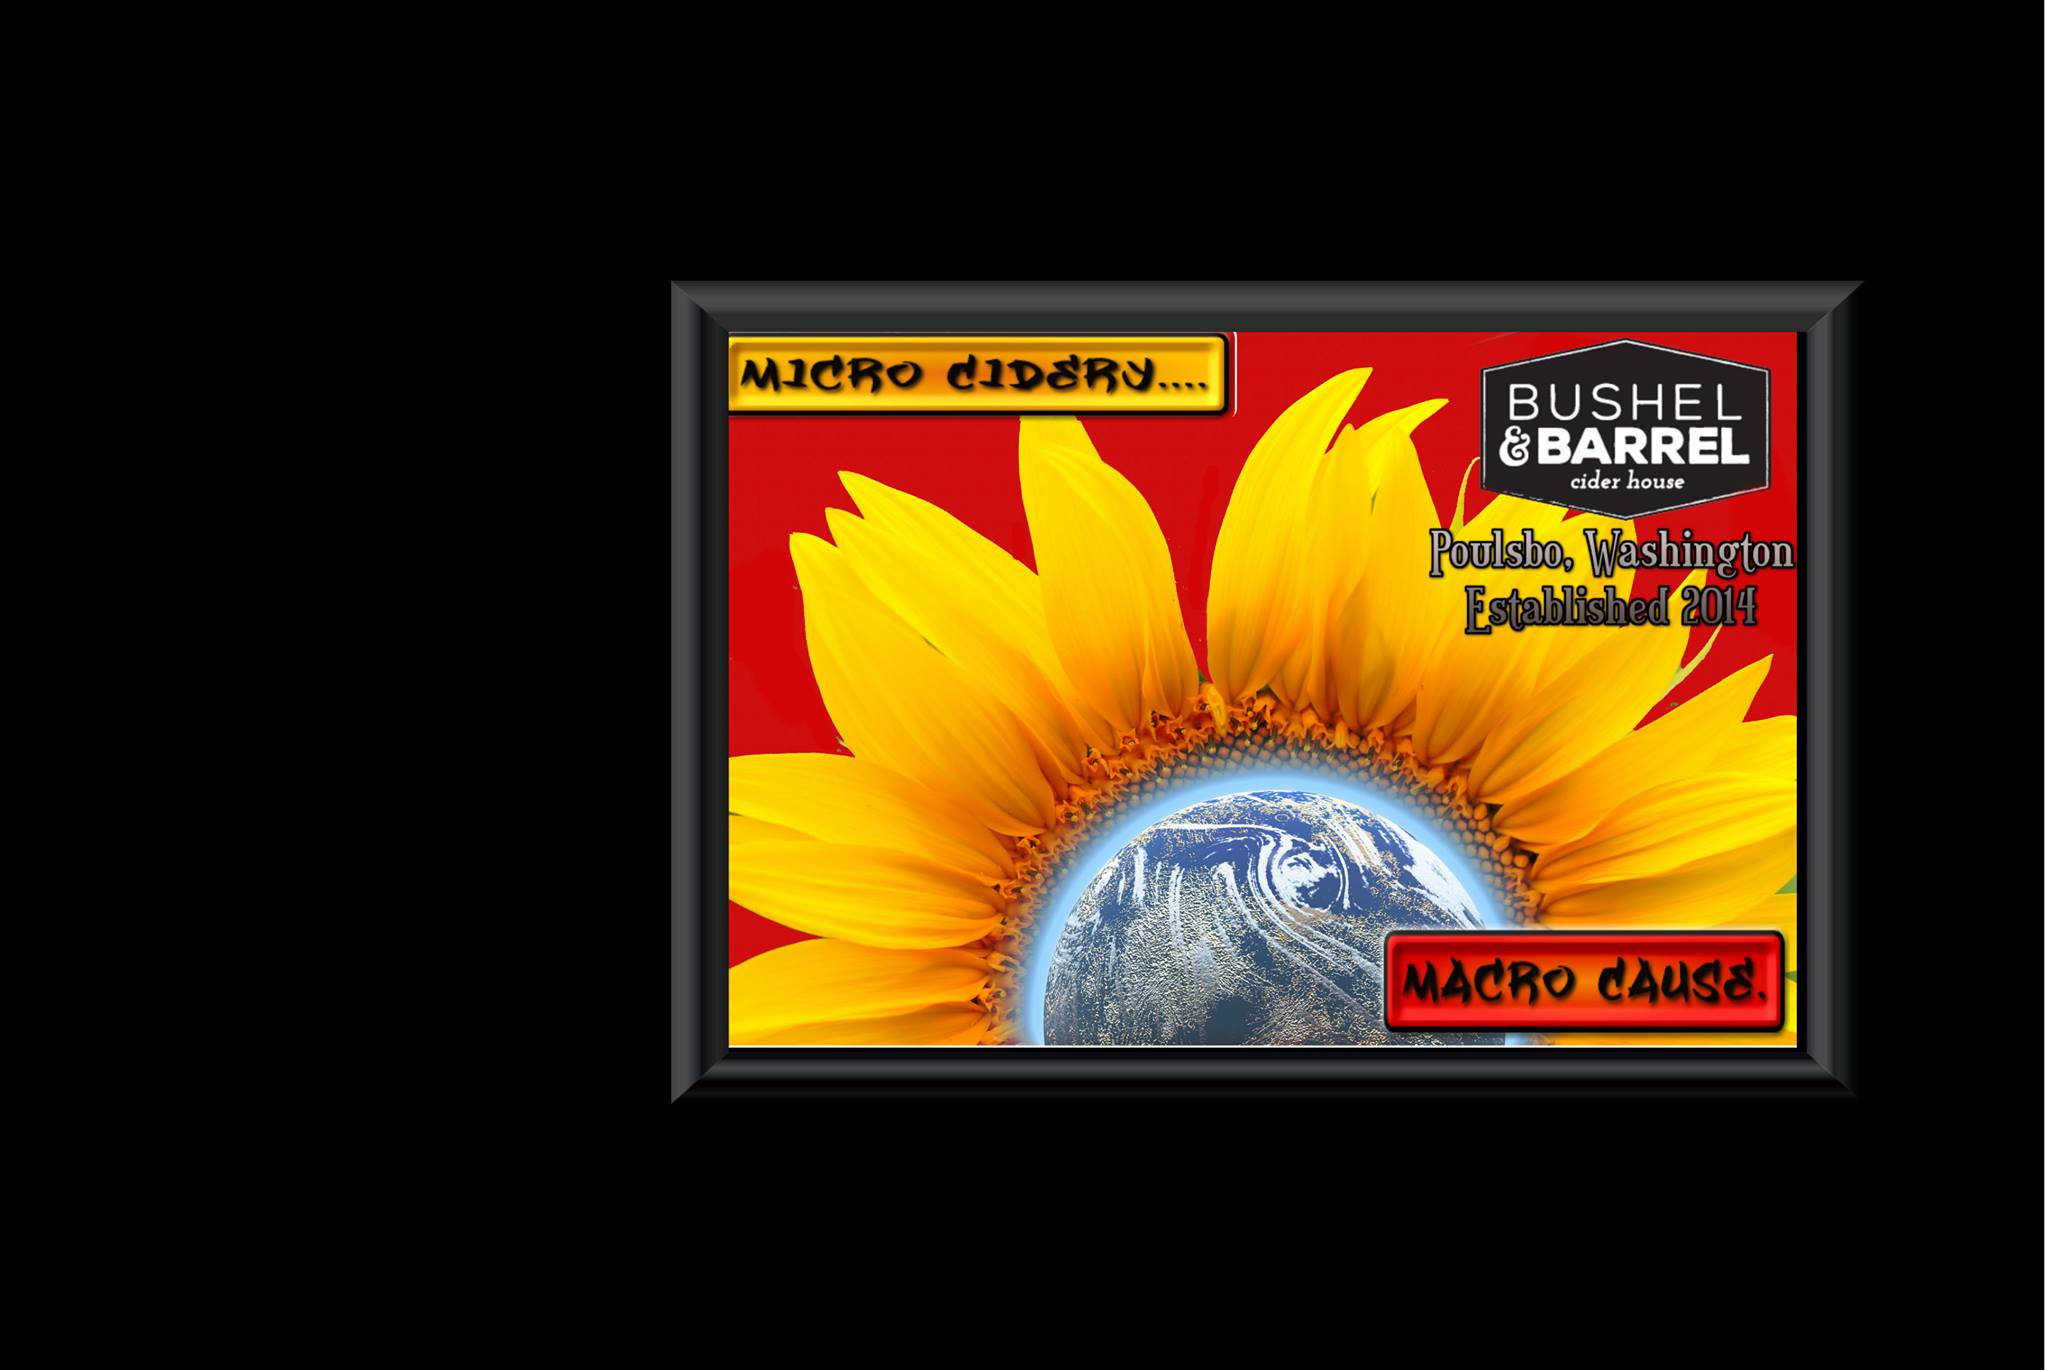 MICRO CIDERY....
BUSHEL
& BARREL
cider house
Poulsbo, Washington
Established 2014
MACRO CAUSE.